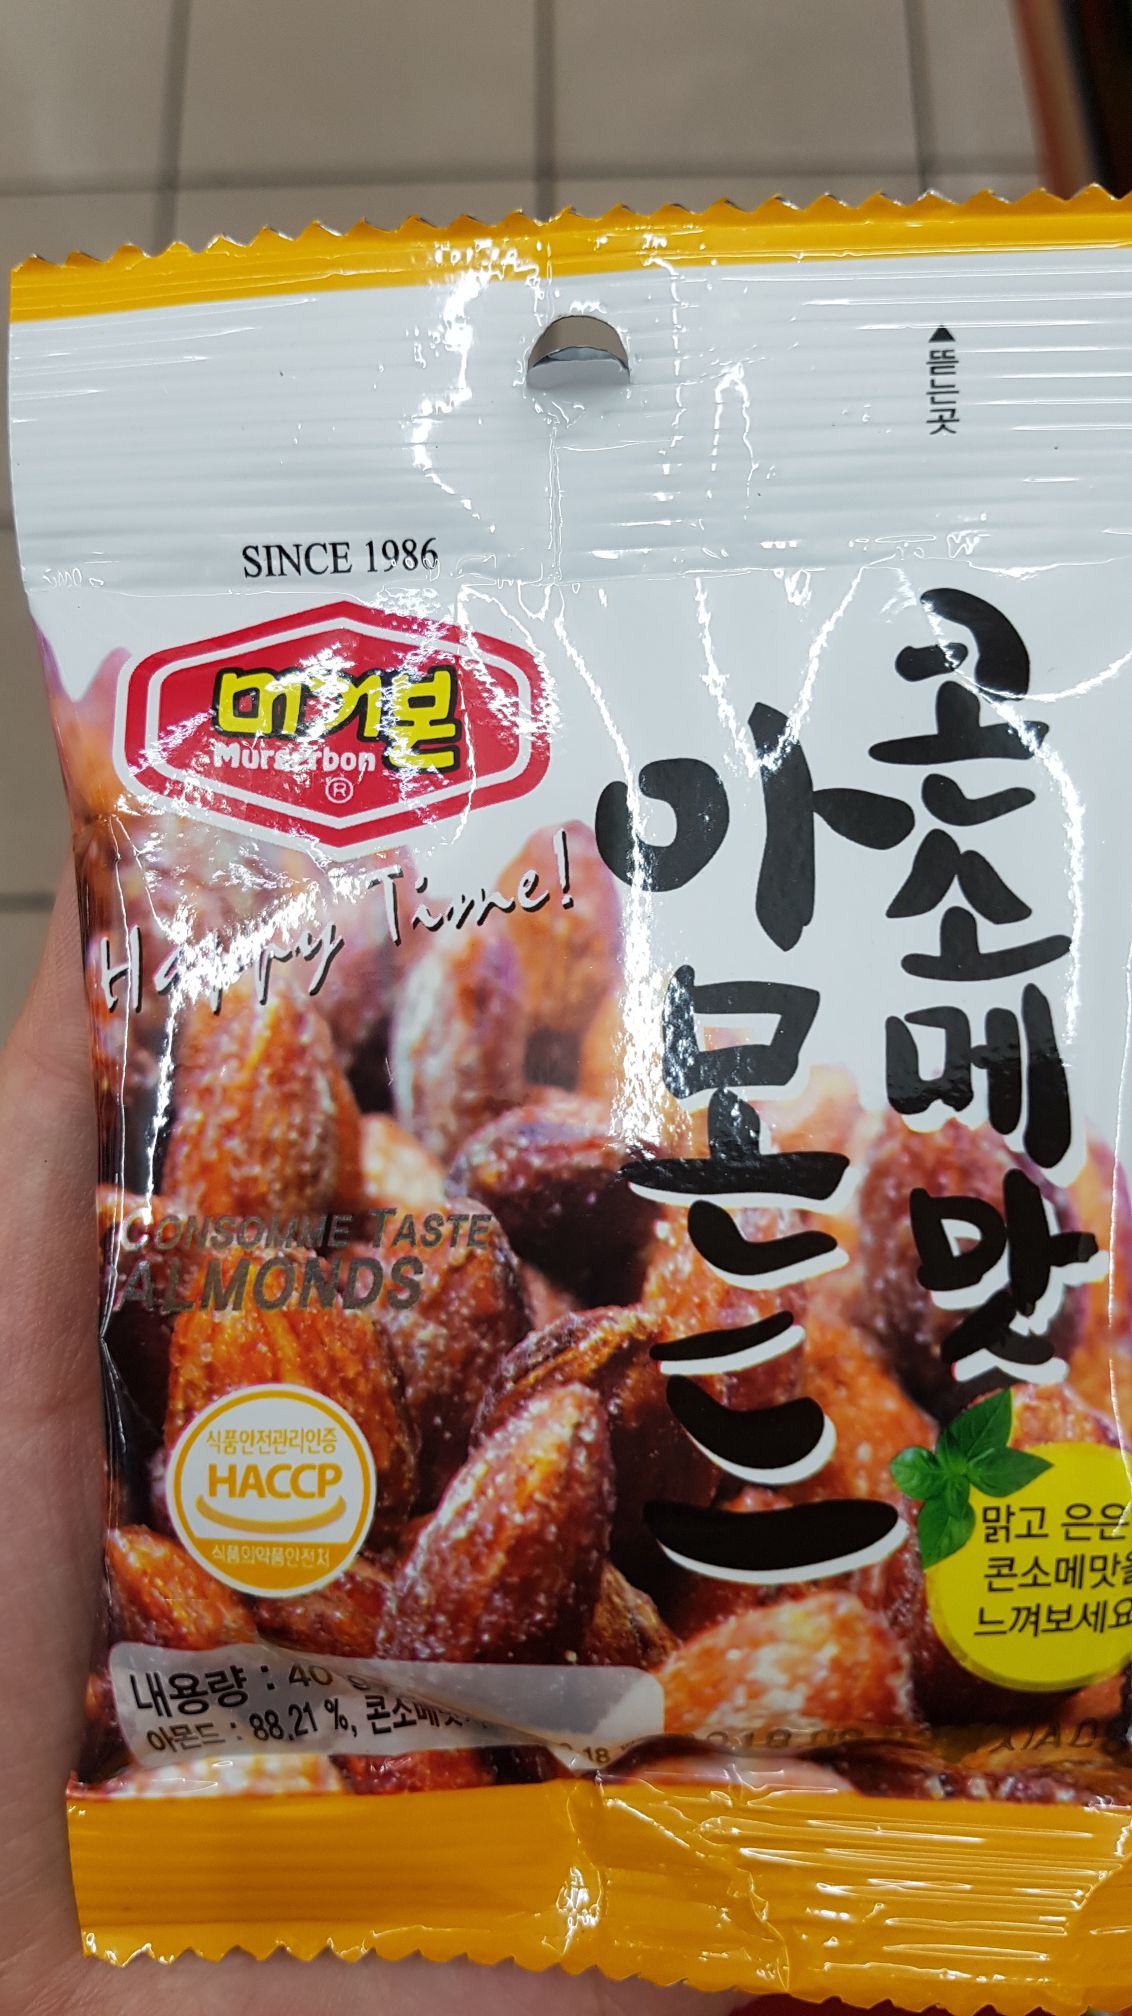 ▲뜯는곳
SINCE 1986
머거본
Murgerbon
®
Happy Time!
콘소메맛
아몬드
CONSOMME TASTE
ALMONDS
식품안전관리인증
HACCP
식품의약품안전처
맑고 은은
콘소메맛을
느껴보세요
내용량 : 40
아몬드 : 88.21 %, 콘소메맛